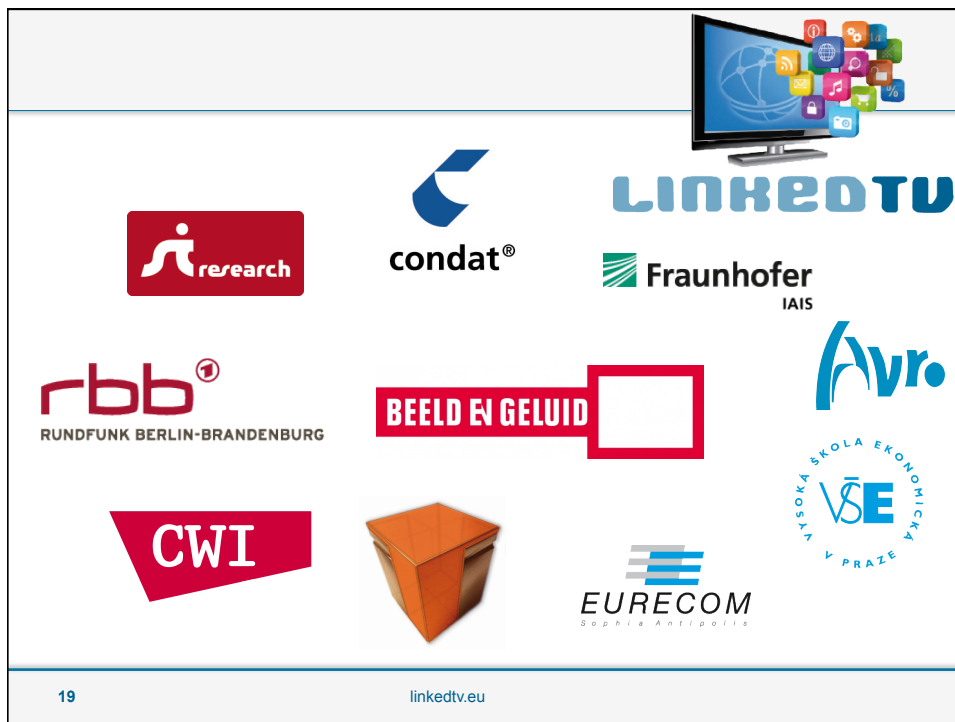 LINKEDTV
condat®
research
Fraunhofer
IAIS
Avro
rbb
RUNDFUNK BERLIN-BRANDENBURG
BEELD EN GELUID
VYSOKÁ ŠKOLA EKONOMICKÁ
VŠE
V PRAZE
CWI
EURECOM
Sophia Antipolis
19
linkedtv.eu